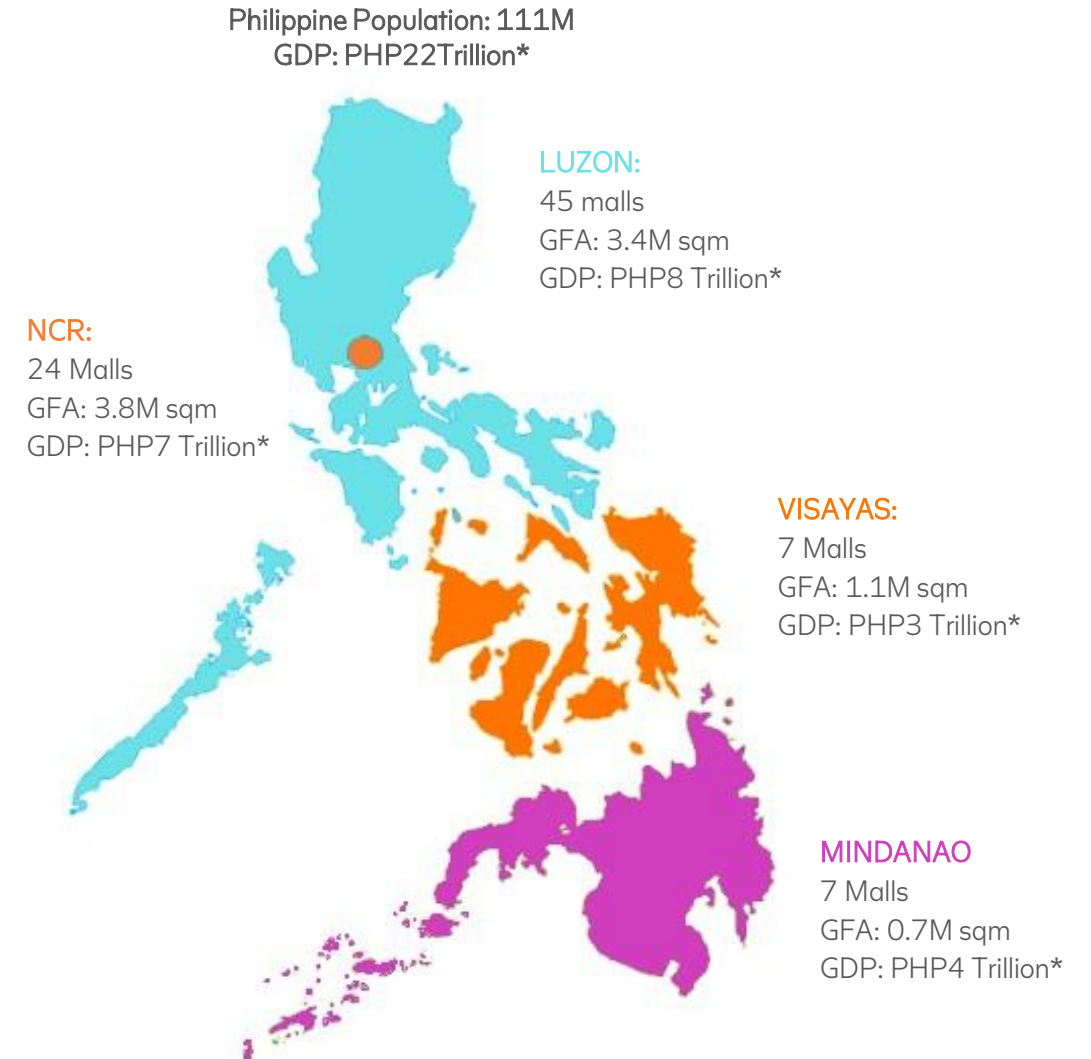 Philippine Population: 111M
GDP: PHP22Trillion*
LUZON:
45 malls
GFA: 3.4M sqm
GDP: PHP8 Trillion*
NCR:
24 Malls
GFA: 3.8M sqm
GDP: PHP7 Trillion*
VISAYAS:
7 Malls
GFA: 1.1M sqm
GDP: PHP3 Trillion*
MINDANAO
7 Malls
GFA: 0.7M sqm
GDP: PHP4 Trillion*